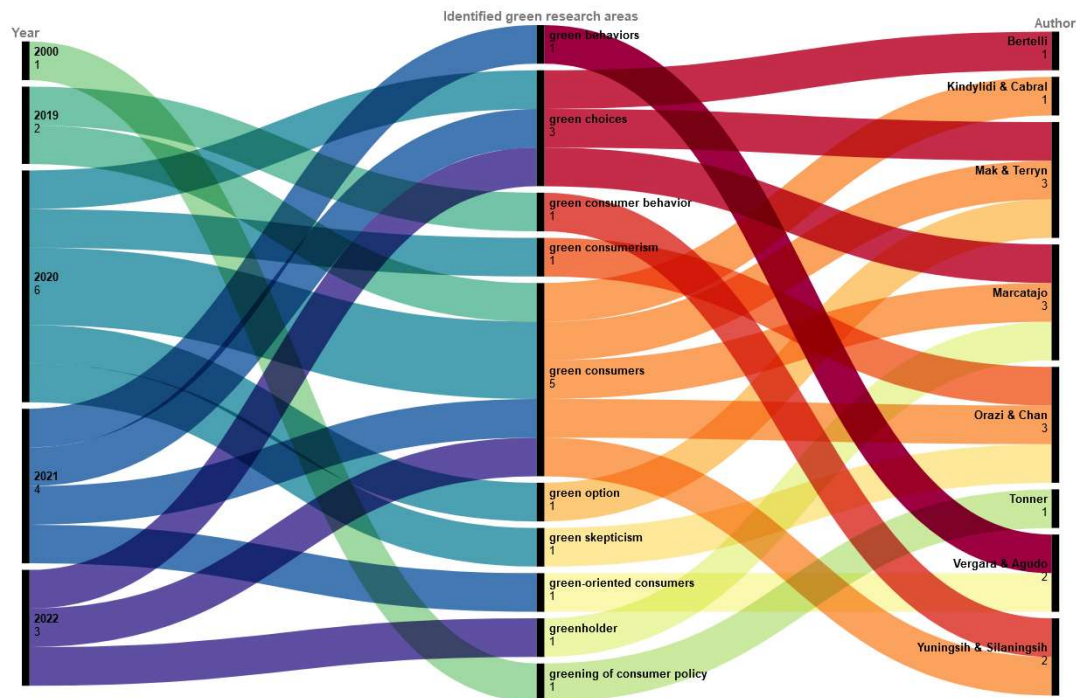 Year
2000
1
2019
2
2020
6
2021
4
2022
3
Identified green research areas
green behaviors
1
green choices
3
green consumer behavior
1
green consumerism
1
green consumers
5
green option
1
green skepticism
1
green-oriented consumers
1
greenholder
1
greening of consumer policy
1
Author
Bertelli
1
Kindylidi & Cabral
1
Mak & Terryn
3
Marcatajo
3
Orazi & Chan
3
Tonner
1
Vergara & Agudo
2
Yuningsih & Silaningsih
2